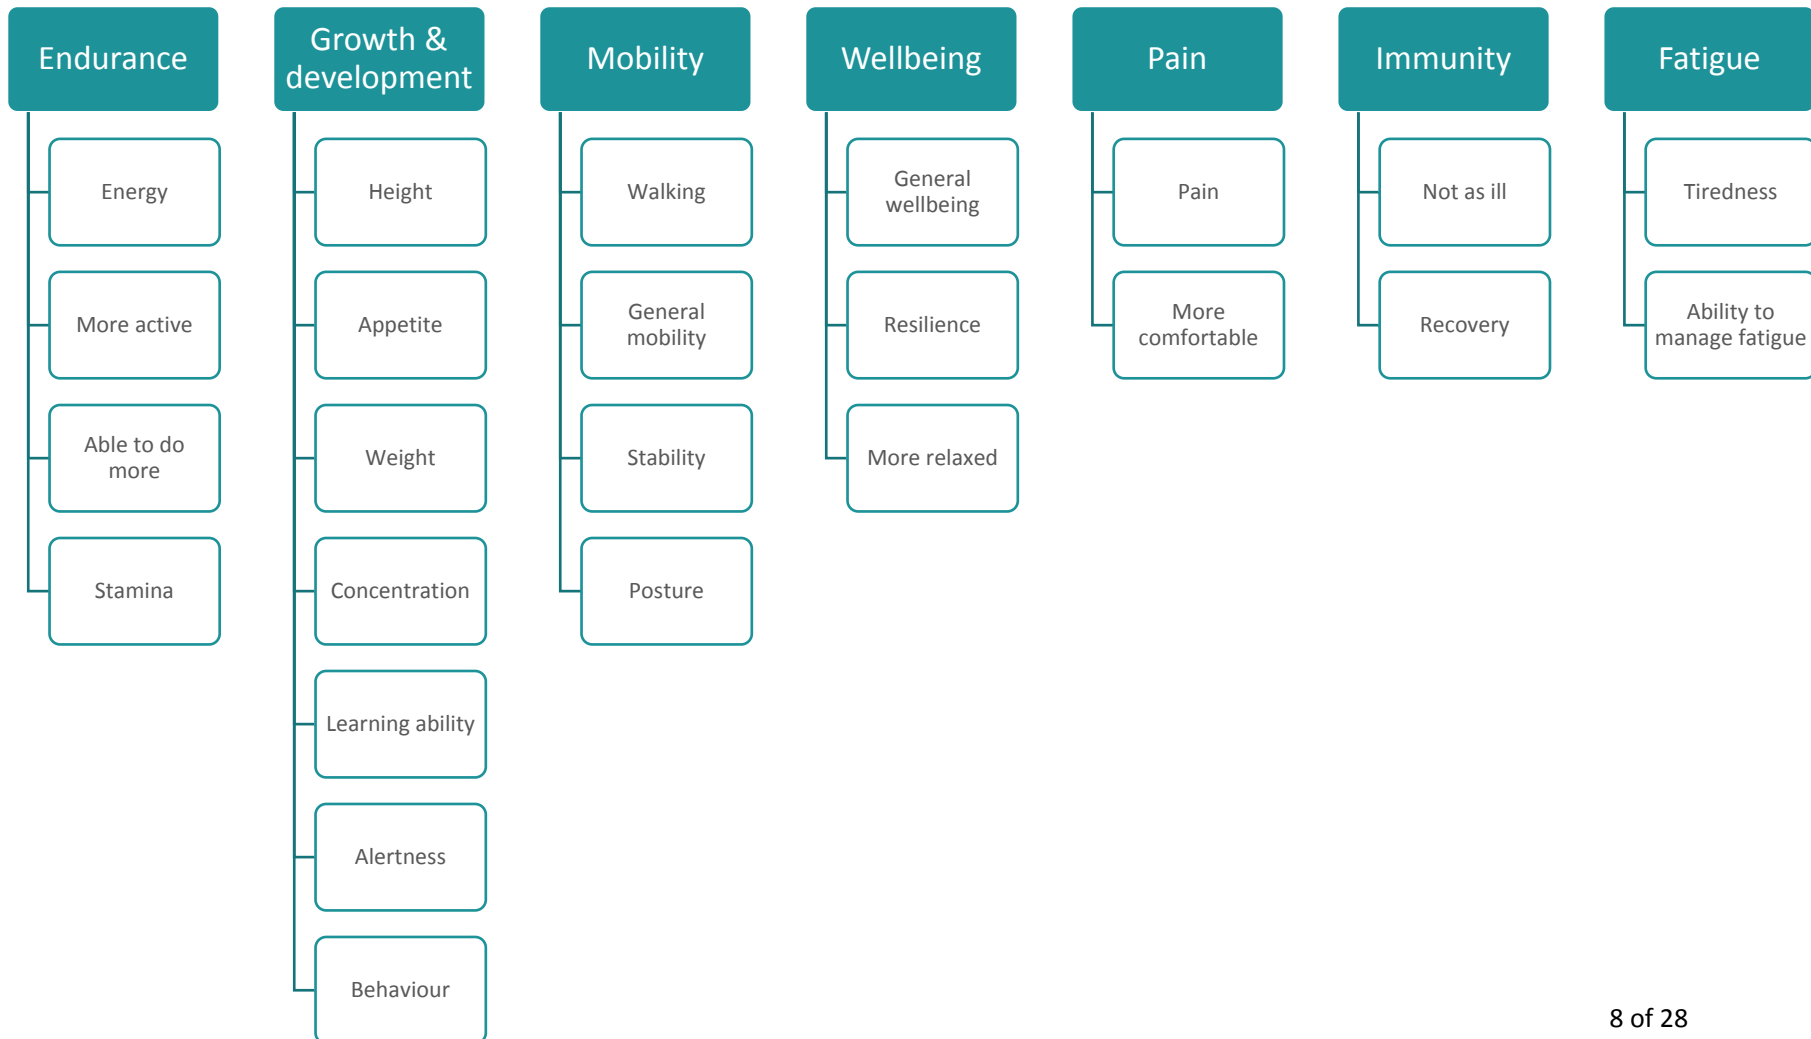 Endurance
Energy
More active
Able to do
more
Stamina
Growth &
development
Height
Appetite
Weight
Concentration
Learning ability
Alertness
Behaviour
Mobility
Walking
General
mobility
Stability
Posture
Wellbeing
General
wellbeing
Resilience
More relaxed
Pain
Pain
More
comfortable
Immunity
Not as ill
Recovery
Fatigue
Tiredness
Ability to
manage fatigue
8 of 28